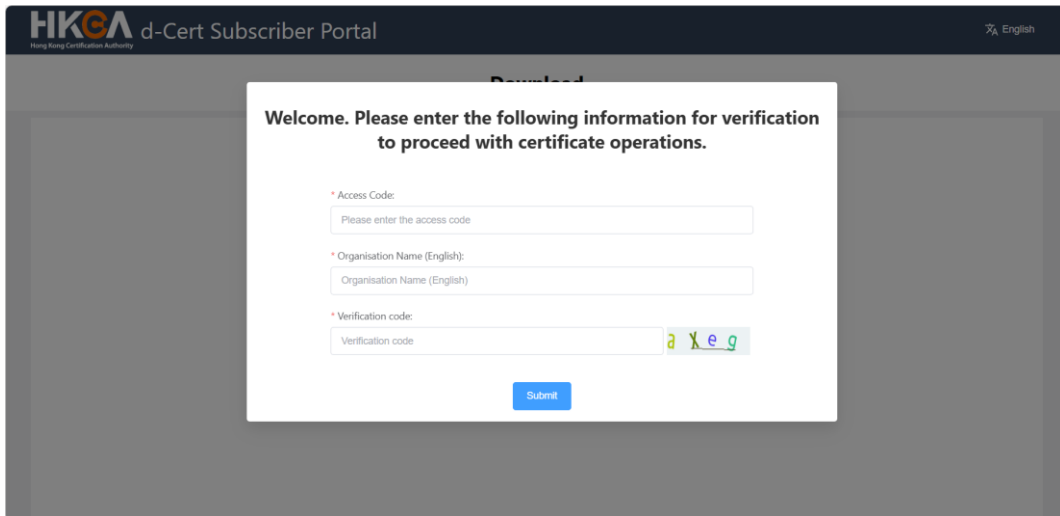 HKCA d-Cert Subscriber Portal
Hong Kong Certification Authority
English
Download
Welcome. Please enter the following information for verification
to proceed with certificate operations.
* Access Code:
Please enter the access code
* Organisation Name (English):
Organisation Name (English)
* Verification code:
Verification code
a X e g
Submit